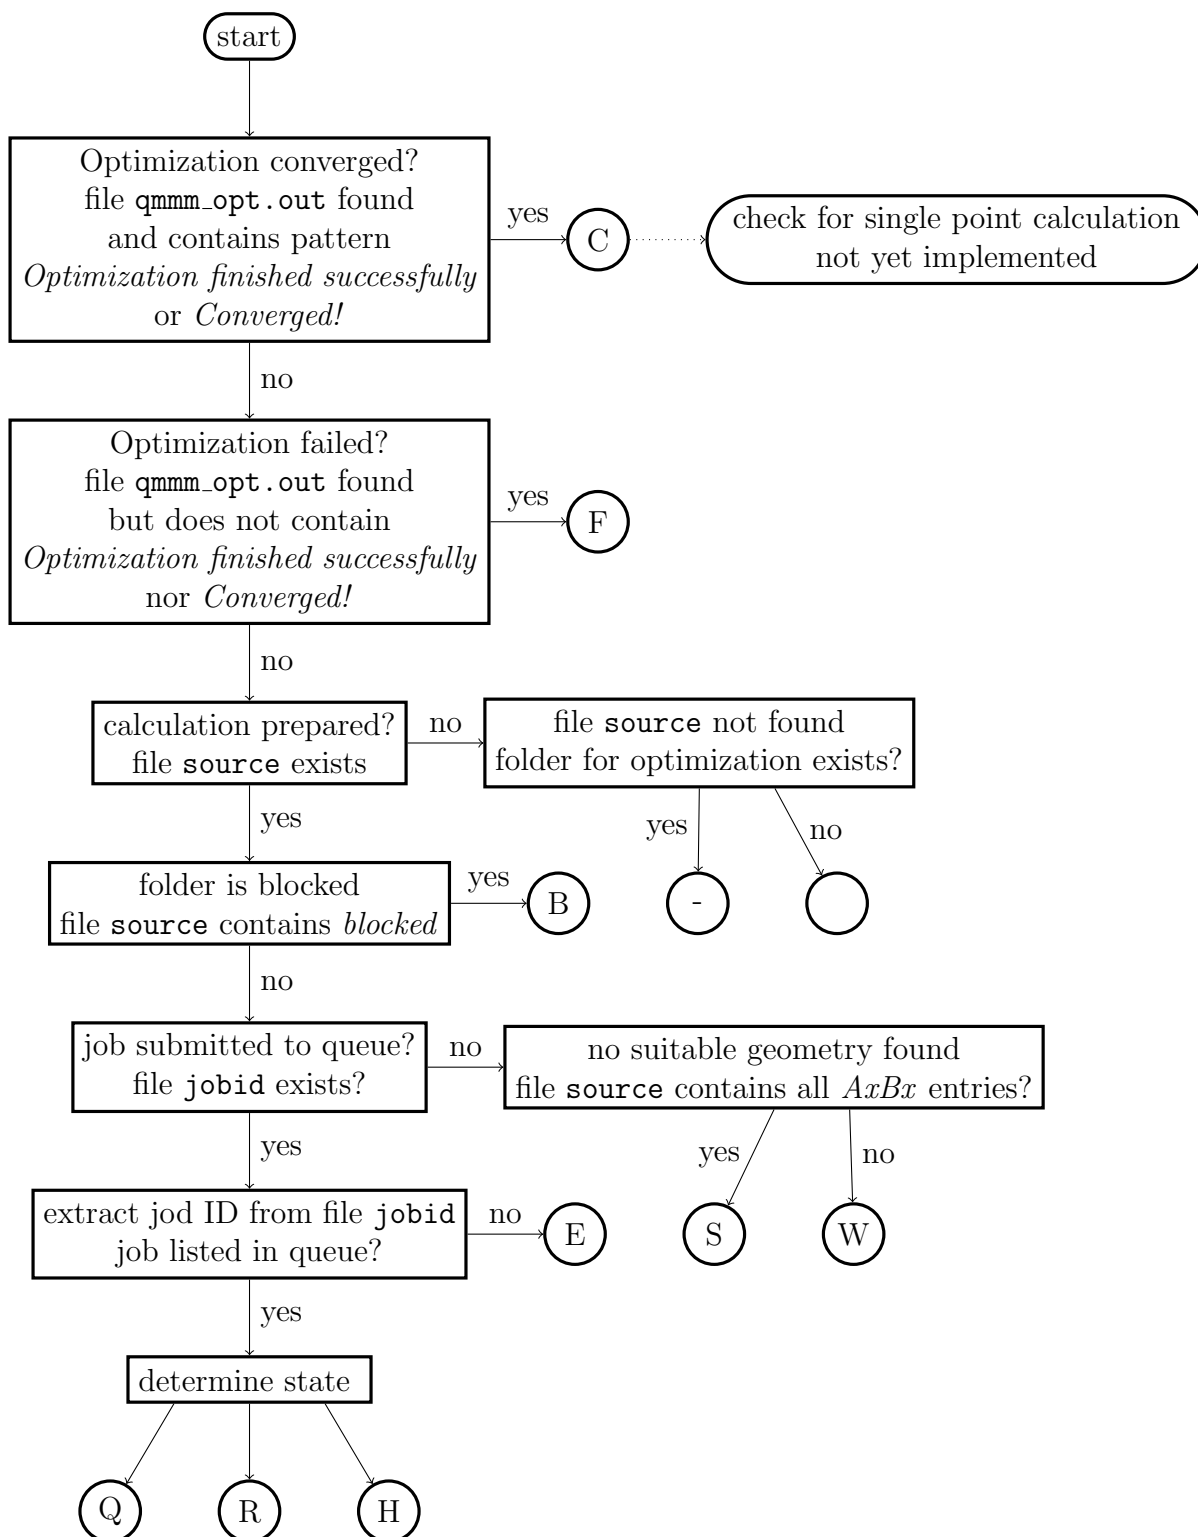 start
Optimization converged?
file qmmm_opt.out found
and contains pattern
Optimization finished successfully
or Converged!
yes
C
check for single point calculation
not yet implemented
no
Optimization failed?
file qmmm_opt.out found
but does not contain
Optimization finished successfully
nor Converged!
yes
F
no
calculation prepared?
file source exists
no
file source not found
folder for optimization exists?
yes
yes
no
folder is blocked
file source contains blocked
yes
B
-
no
job submitted to queue?
file jobid exists?
no
no suitable geometry found
file source contains all AxBx entries?
yes
yes
no
extract jod ID from file jobid
job listed in queue?
no
E
S
W
yes
determine state
Q
R
H